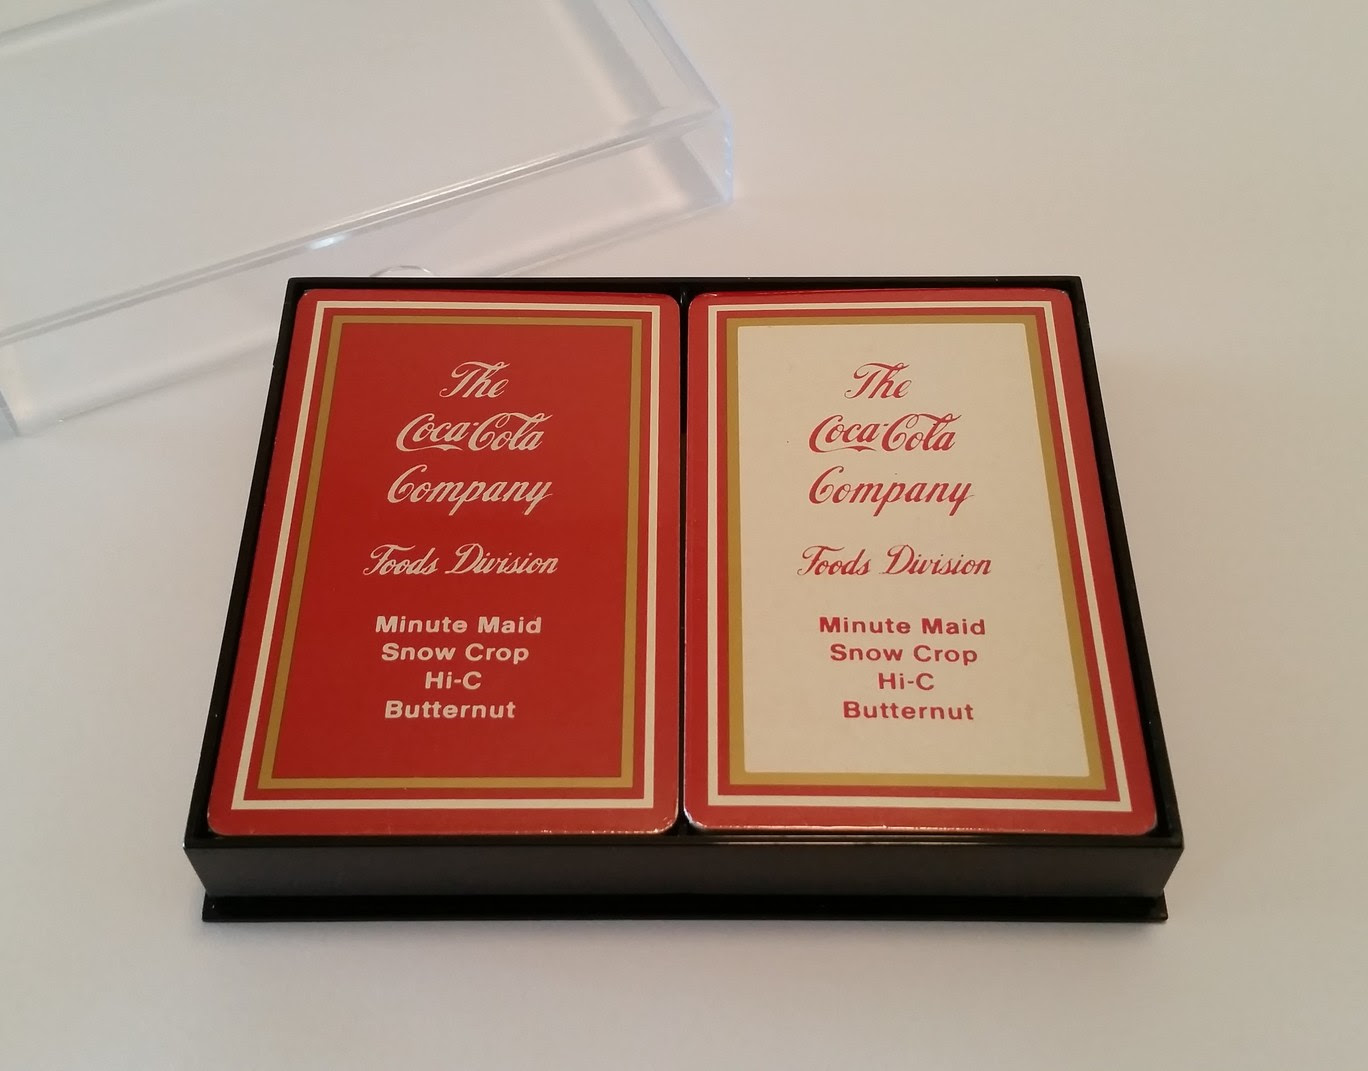 The
Coca-Cola
Company
Foods Division
Minute Maid
Snow Crop
Hi-C
Butternut
The
Coca-Cola
Company
Foods Division
Minute Maid
Snow Crop
Hi-C
Butternut